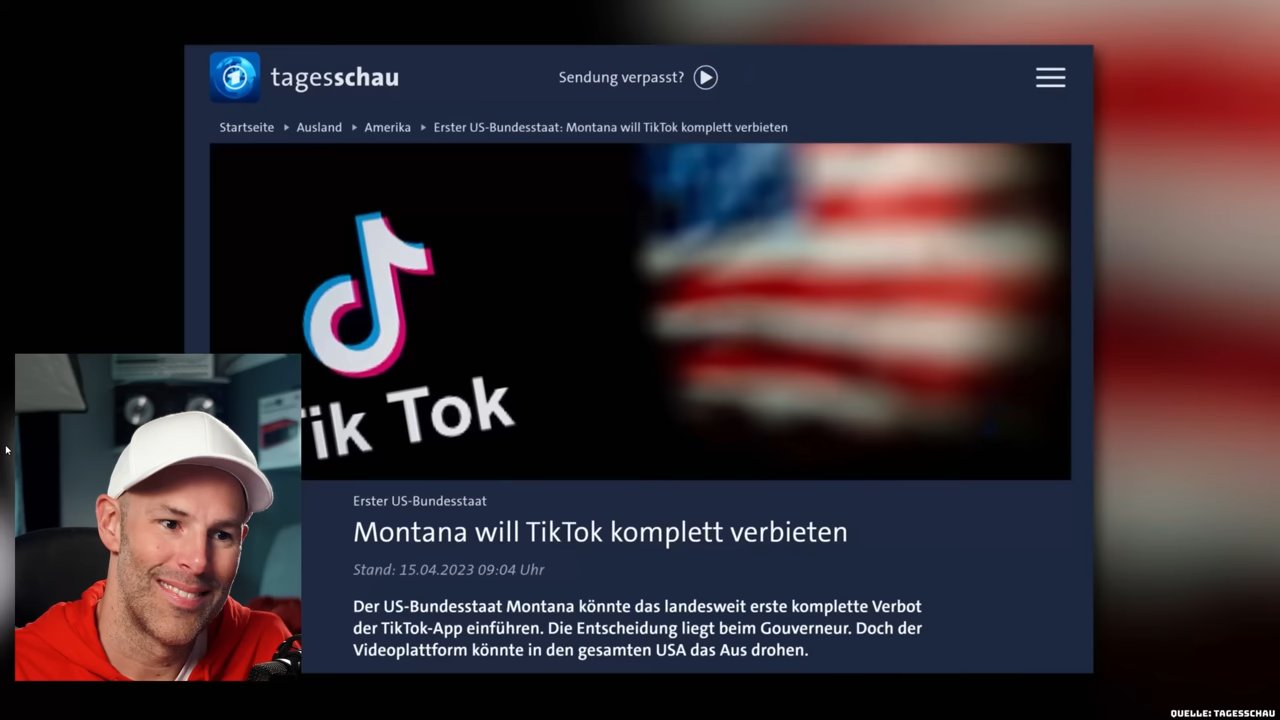 tagesschau
Sendung verpasst?
Startseite Ausland Amerika Erster US-Bundesstaat: Montana will TikTok komplett verbieten
Tik Tok
Erster US-Bundesstaat
Montana will TikTok komplett verbieten
Stand: 15.04.2023 09:04 Uhr
Der US-Bundesstaat Montana könnte das landesweit erste komplette Verbot
der TikTok-App einführen. Die Entscheidung liegt beim Gouverneur. Doch der
Videoplattform könnte in den gesamten USA das Aus drohen.
QUELLE: TAGESSCHAU